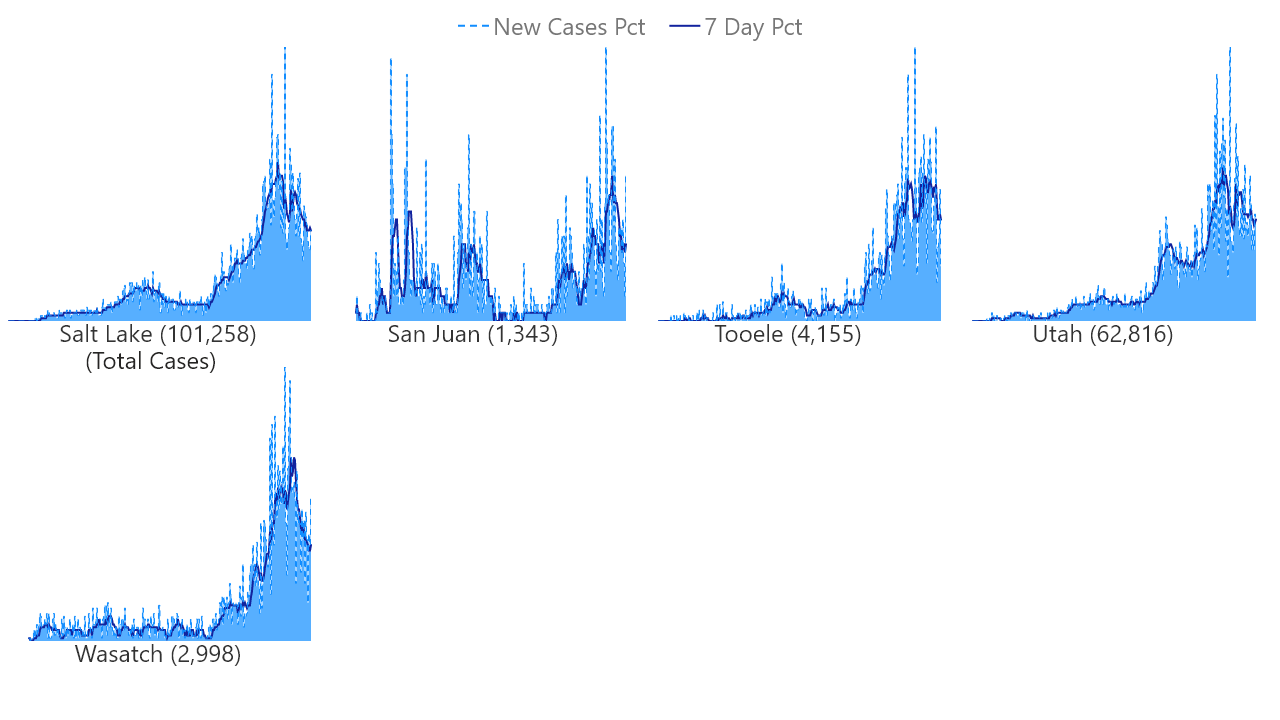 New Cases Pct 7 Day Pct
Salt Lake (101,258)
(Total Cases)
San Juan (1,343)
Tooele (4,155)
Utah (62,816)
Wasatch (2,998)